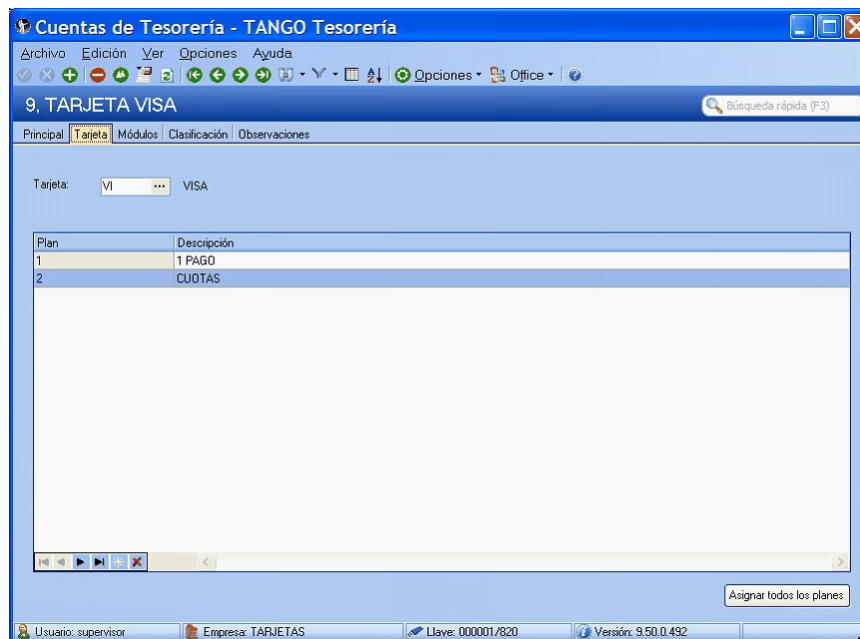 Cuentas de Tesorería - TANGO Tesorería
Archivo Edición Ver Opciones Ayuda
Opciones Office
9, TARJETA VISA
Búsqueda rápida (F3)
Principal Tarjeta Módulos Clasificación Observaciones
Tarjeta: VI ... VISA
Plan Descripción
1 1 PAGO
2 CUOTAS
Asignar todos los planes
Usuario: supervisor Empresa: TARJETAS Llave: 000001/820 Versión: 9.50.0.492